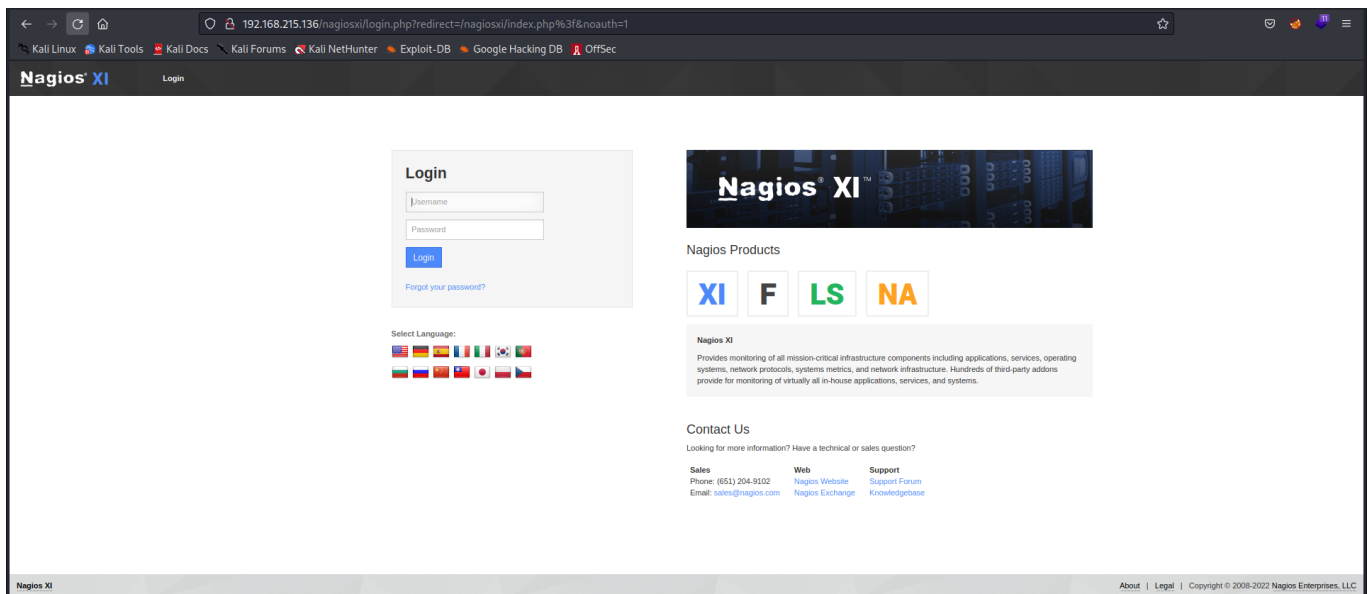 192.168.215.136/nagiosxi/login.php?redirect=/nagiosxi/index.php%3f&noauth=1
11
Kali Linux Kali Tools Kali Docs Kali Forums Kali NetHunter Exploit-DB Google Hacking DB OffSec
Nagios® XI Login
Login
Username
Password
Login
Forgot your password?
Select Language:
Nagios® XI™
Nagios Products
XI F LS NA
Nagios XI
Provides monitoring of all mission-critical infrastructure components including applications, services, operating
systems, network protocols, systems metrics, and network infrastructure. Hundreds of third-party addons
provide for monitoring of virtually all in-house applications, services, and systems.
Contact Us
Looking for more information? Have a technical or sales question?
Sales Web Support
Phone: (651) 204-9102 Nagios Website Support Forum
Email: sales@nagios.com Nagios Exchange Knowledgebase
Nagios XI About | Legal | Copyright © 2008-2022 Nagios Enterprises, LLC